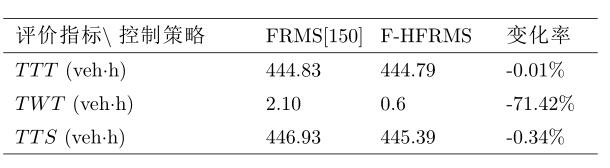 评价指标\ 控制策略 FRMS[150] F-HFRMS 变化率
TTT (veh·h) 444.83 444.79 -0.01%
TWT (veh·h) 2.10 0.6 -71.42%
TTS (veh·h) 446.93 445.39 -0.34%